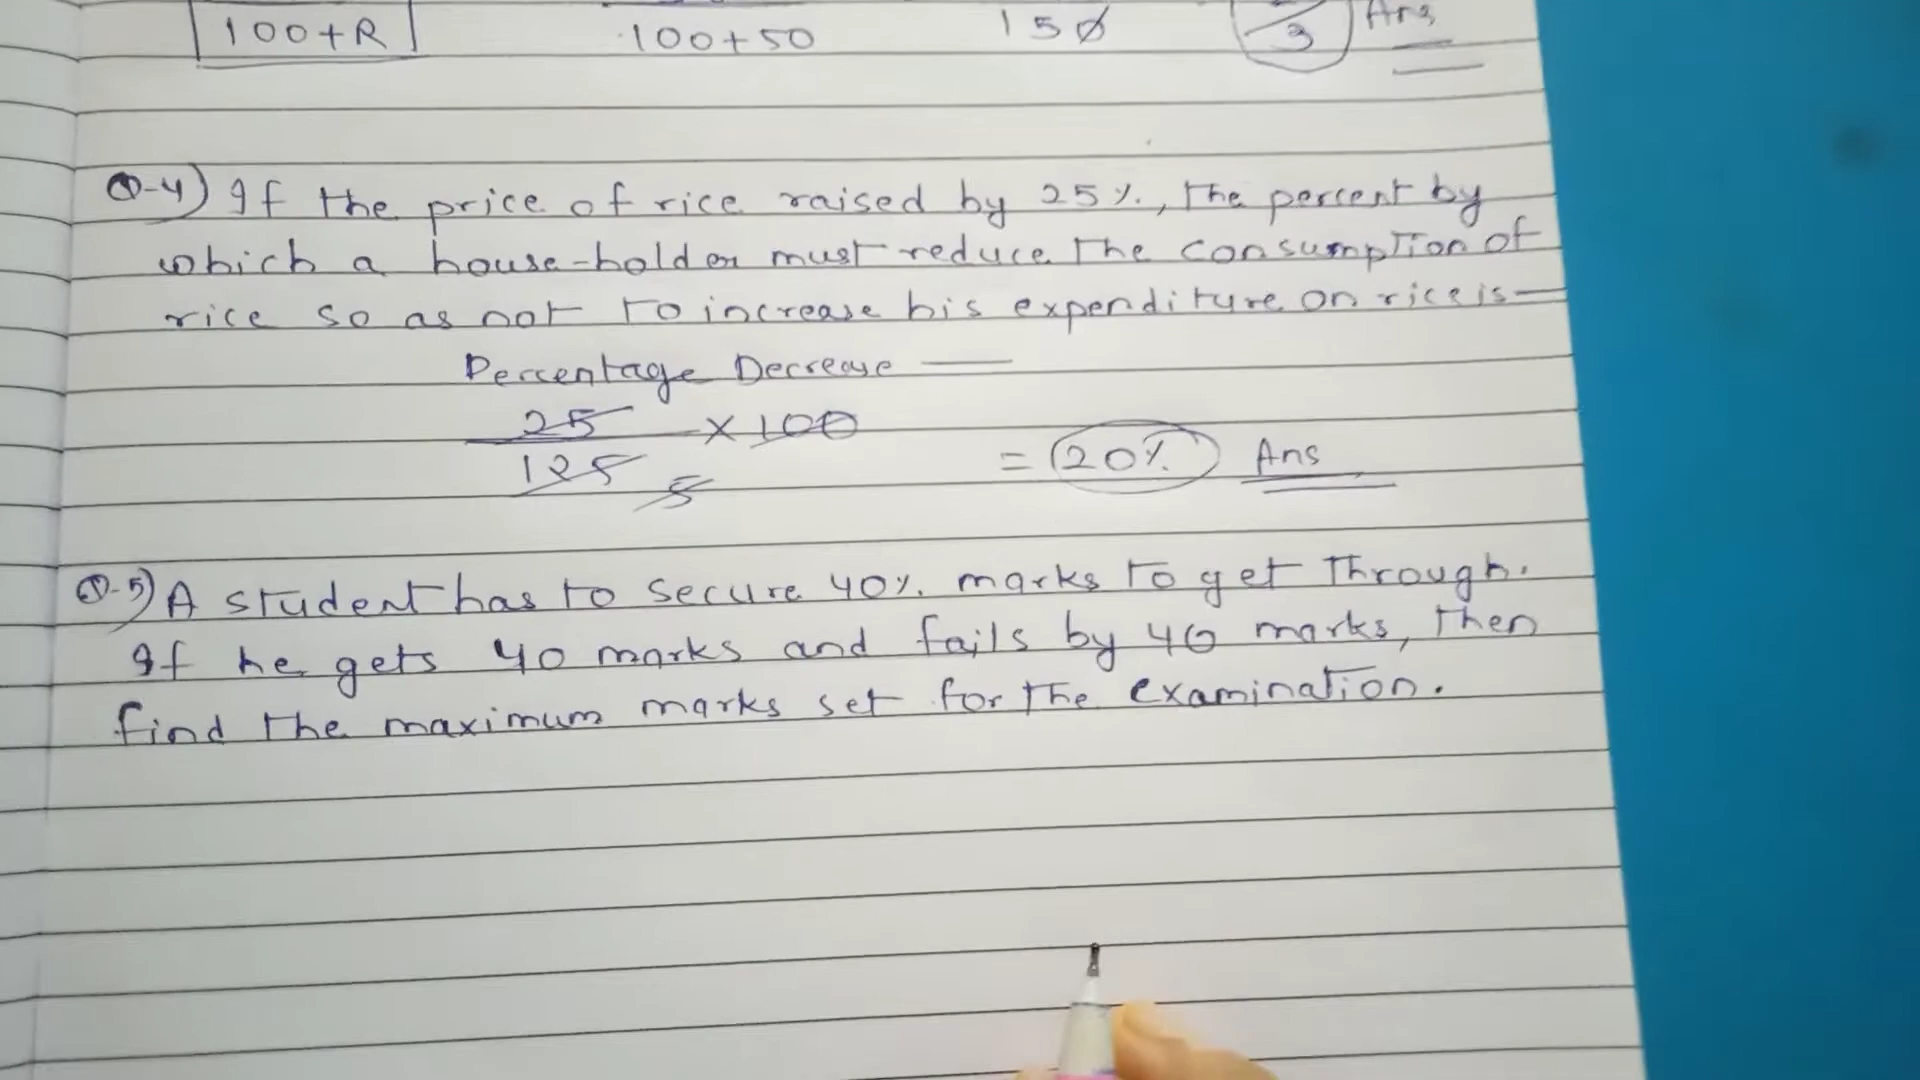 100+R 100+50 150 3 Ans
Q-4) If the price of rice raised by 25%, the percent by
which a house-holder must reduce the consumption of
rice so as not to increase his expenditure on rice is —
Percentage Decrease —
25 × 100
125 5 = 20% Ans
Q-5) A student has to secure 40% marks to get through.
If he gets 40 marks and fails by 40 marks, then
find the maximum marks set for the examination.